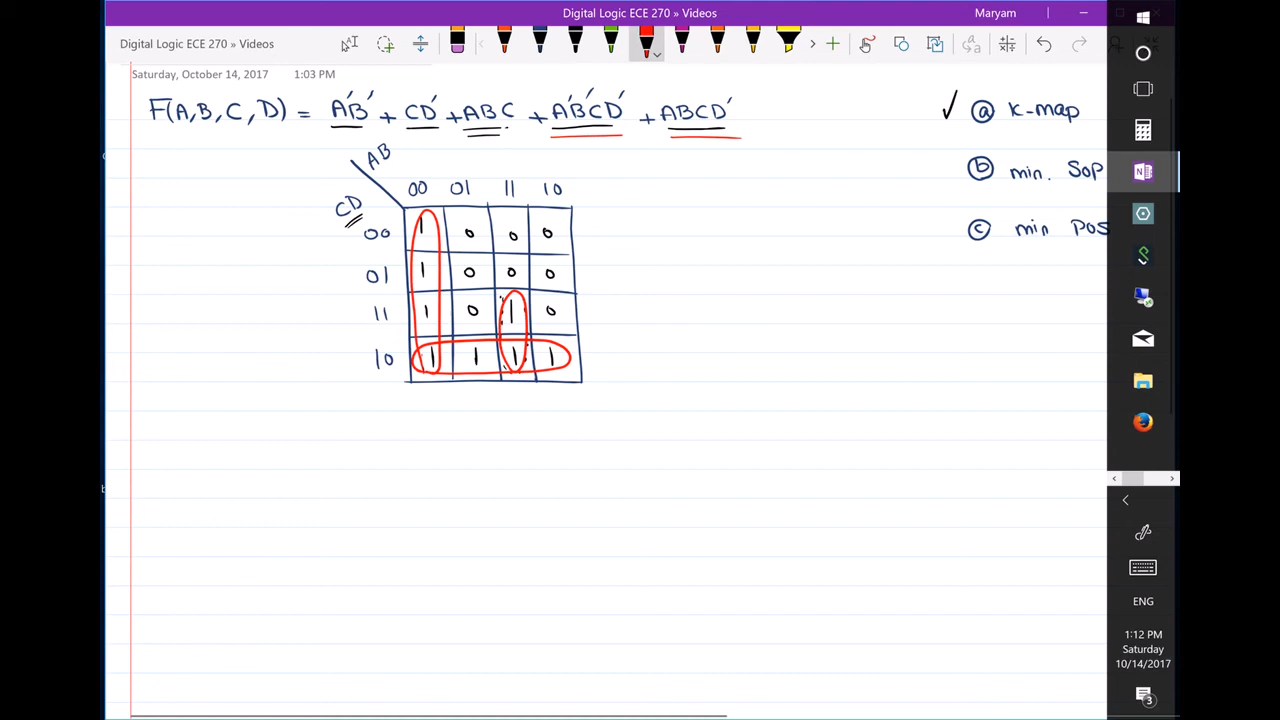 Digital Logic ECE 270 » Videos
Maryam
Digital Logic ECE 270 » Videos
Saturday, October 14, 2017 1:03 PM
F(A,B,C,D) = A'B' + CD' + ABC + A'B'CD' + ABCD'
✓ ⓐ K-map
ⓑ min. SOP
ⓒ min POS
AB
CD
00 01 11 10
00 1 0 0 0
01 1 0 0 0
11 1 0 1 0
10 1 1 1 1
ENG
1:12 PM
Saturday
10/14/2017
3